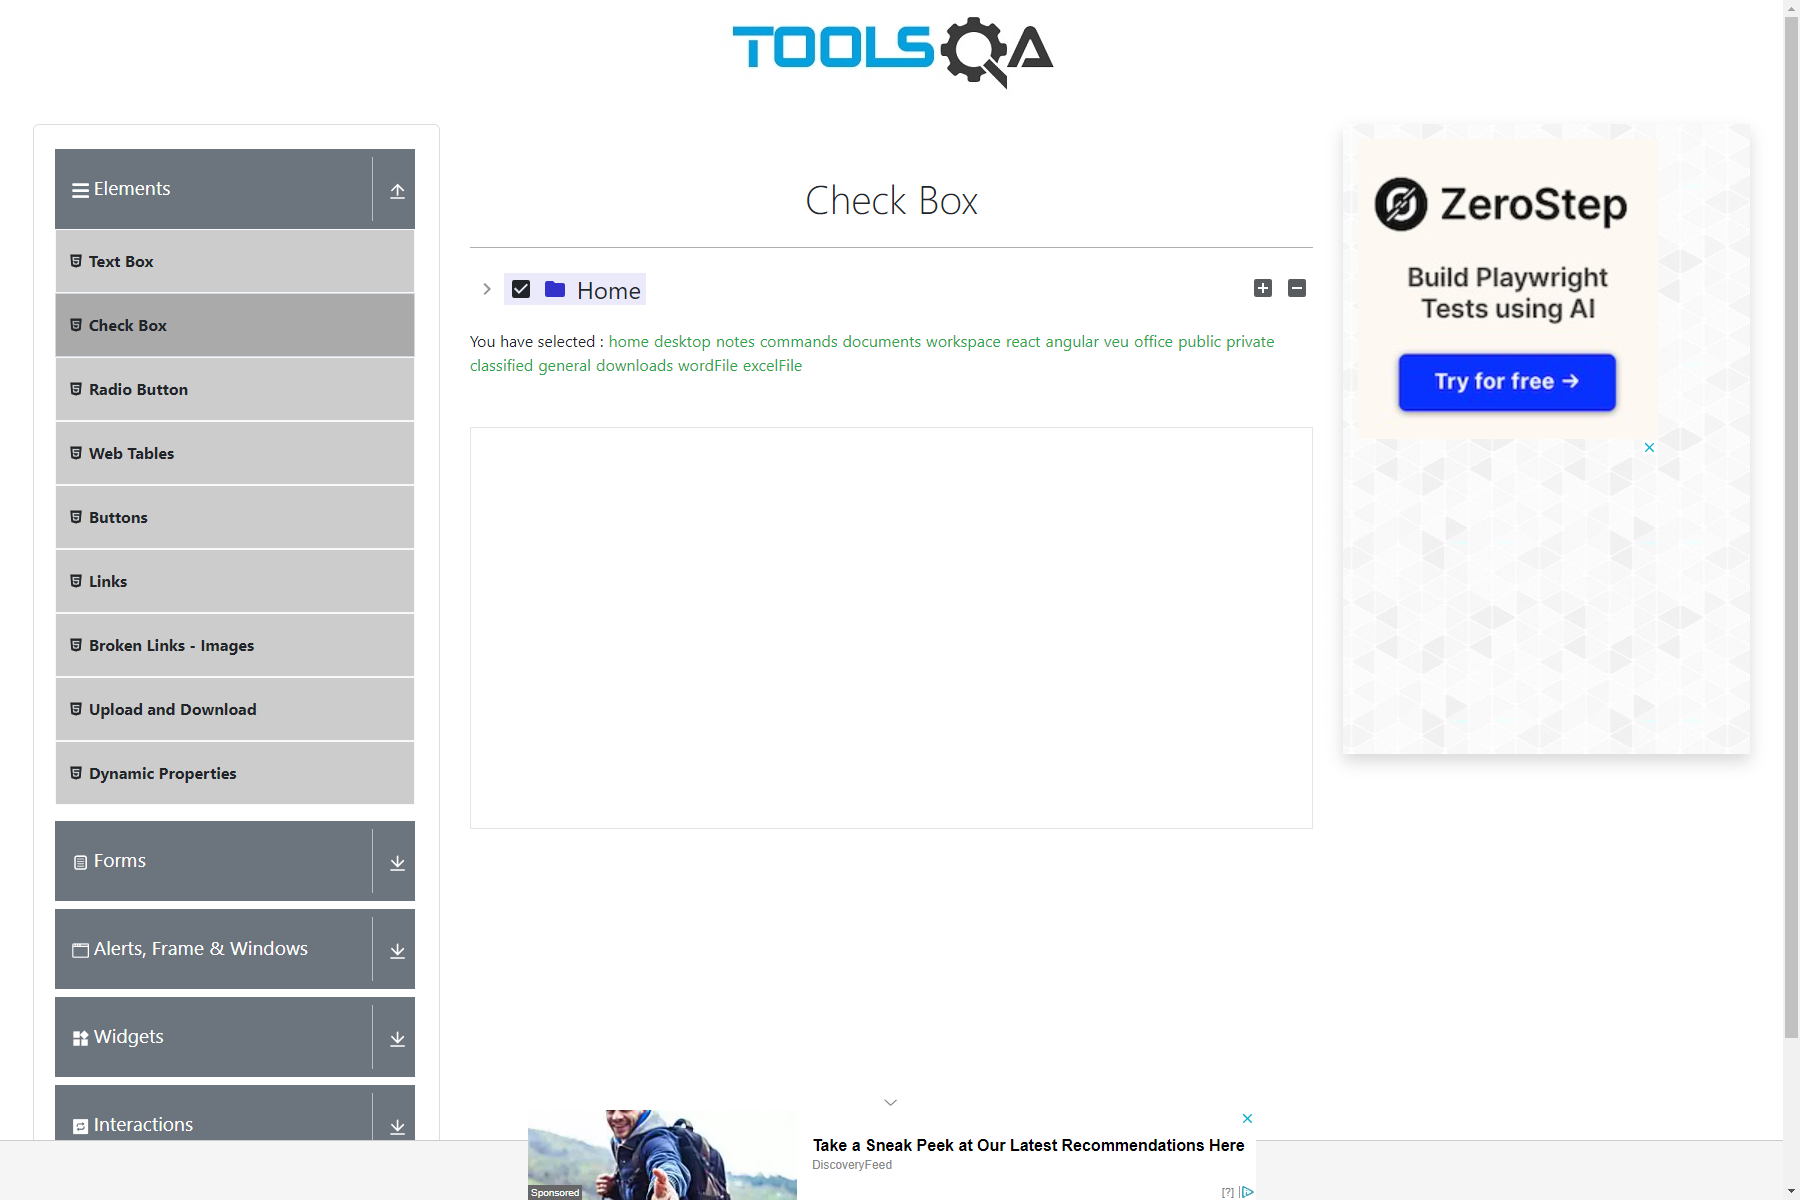 TOOLSQA
Elements
Text Box
Check Box
Radio Button
Web Tables
Buttons
Links
Broken Links - Images
Upload and Download
Dynamic Properties
Forms
Alerts, Frame & Windows
Widgets
Interactions
Check Box
Home
You have selected : home desktop notes commands documents workspace react angular veu office public private
classified general downloads wordFile excelFile
ZeroStep
Build Playwright
Tests using AI
Try for free →
Take a Sneak Peek at Our Latest Recommendations Here
DiscoveryFeed
Sponsored
[?]